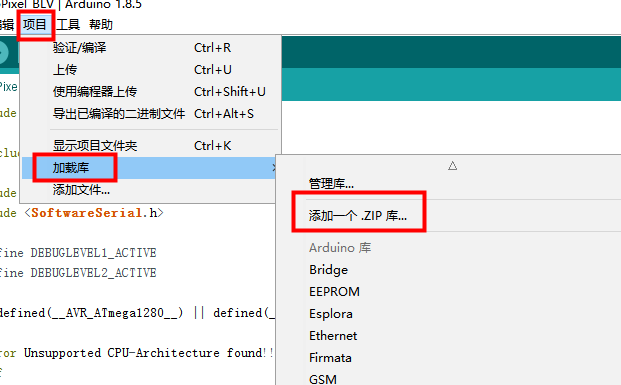 Pixel BLV | Arduino 1.8.5
编辑 项目 工具 帮助
验证/编译 Ctrl+R
上传 Ctrl+U
使用编程器上传 Ctrl+Shift+U
导出已编译的二进制文件 Ctrl+Alt+S
显示项目文件夹 Ctrl+K
加载库
添加文件...
管理库...
添加一个 .ZIP 库...
Arduino 库
Bridge
EEPROM
Esplora
Ethernet
Firmata
GSM
Pixe
ude
clu
ude
ude <SoftwareSerial.h>
fine DEBUGLEVEL1_ACTIVE
fine DEBUGLEVEL2_ACTIVE
defined(__AVR_ATmega1280__) || defined(_
ror Unsupported CPU-Architecture found!!
f